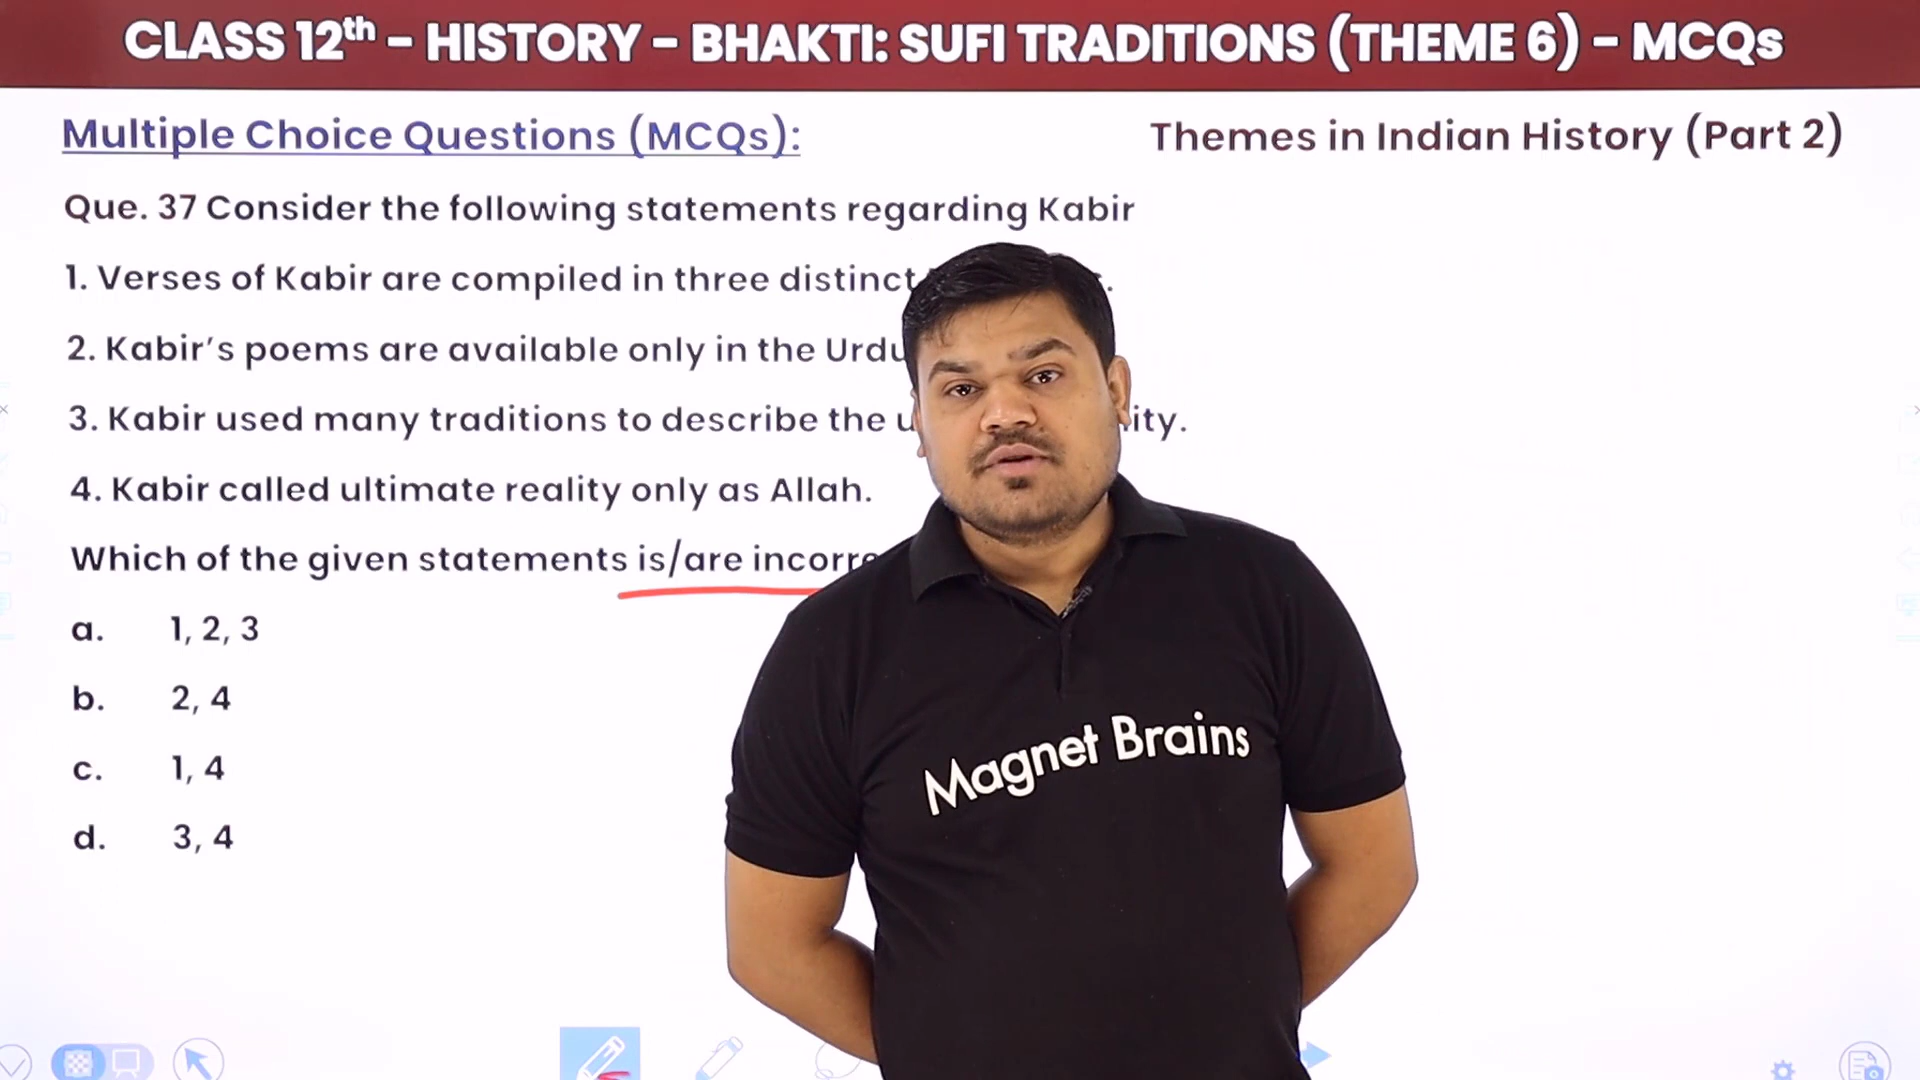 CLASS 12th – HISTORY – BHAKTI: SUFI TRADITIONS (THEME 6) – MCQs
Multiple Choice Questions (MCQs):
Themes in Indian History (Part 2)
Que. 37 Consider the following statements regarding Kabir
1. Verses of Kabir are compiled in three distinct
2. Kabir's poems are available only in the Urdu
3. Kabir used many traditions to describe the
4. Kabir called ultimate reality only as Allah.
Which of the given statements is/are
a. 1, 2, 3
b. 2, 4
c. 1, 4
d. 3, 4
Magnet Brains